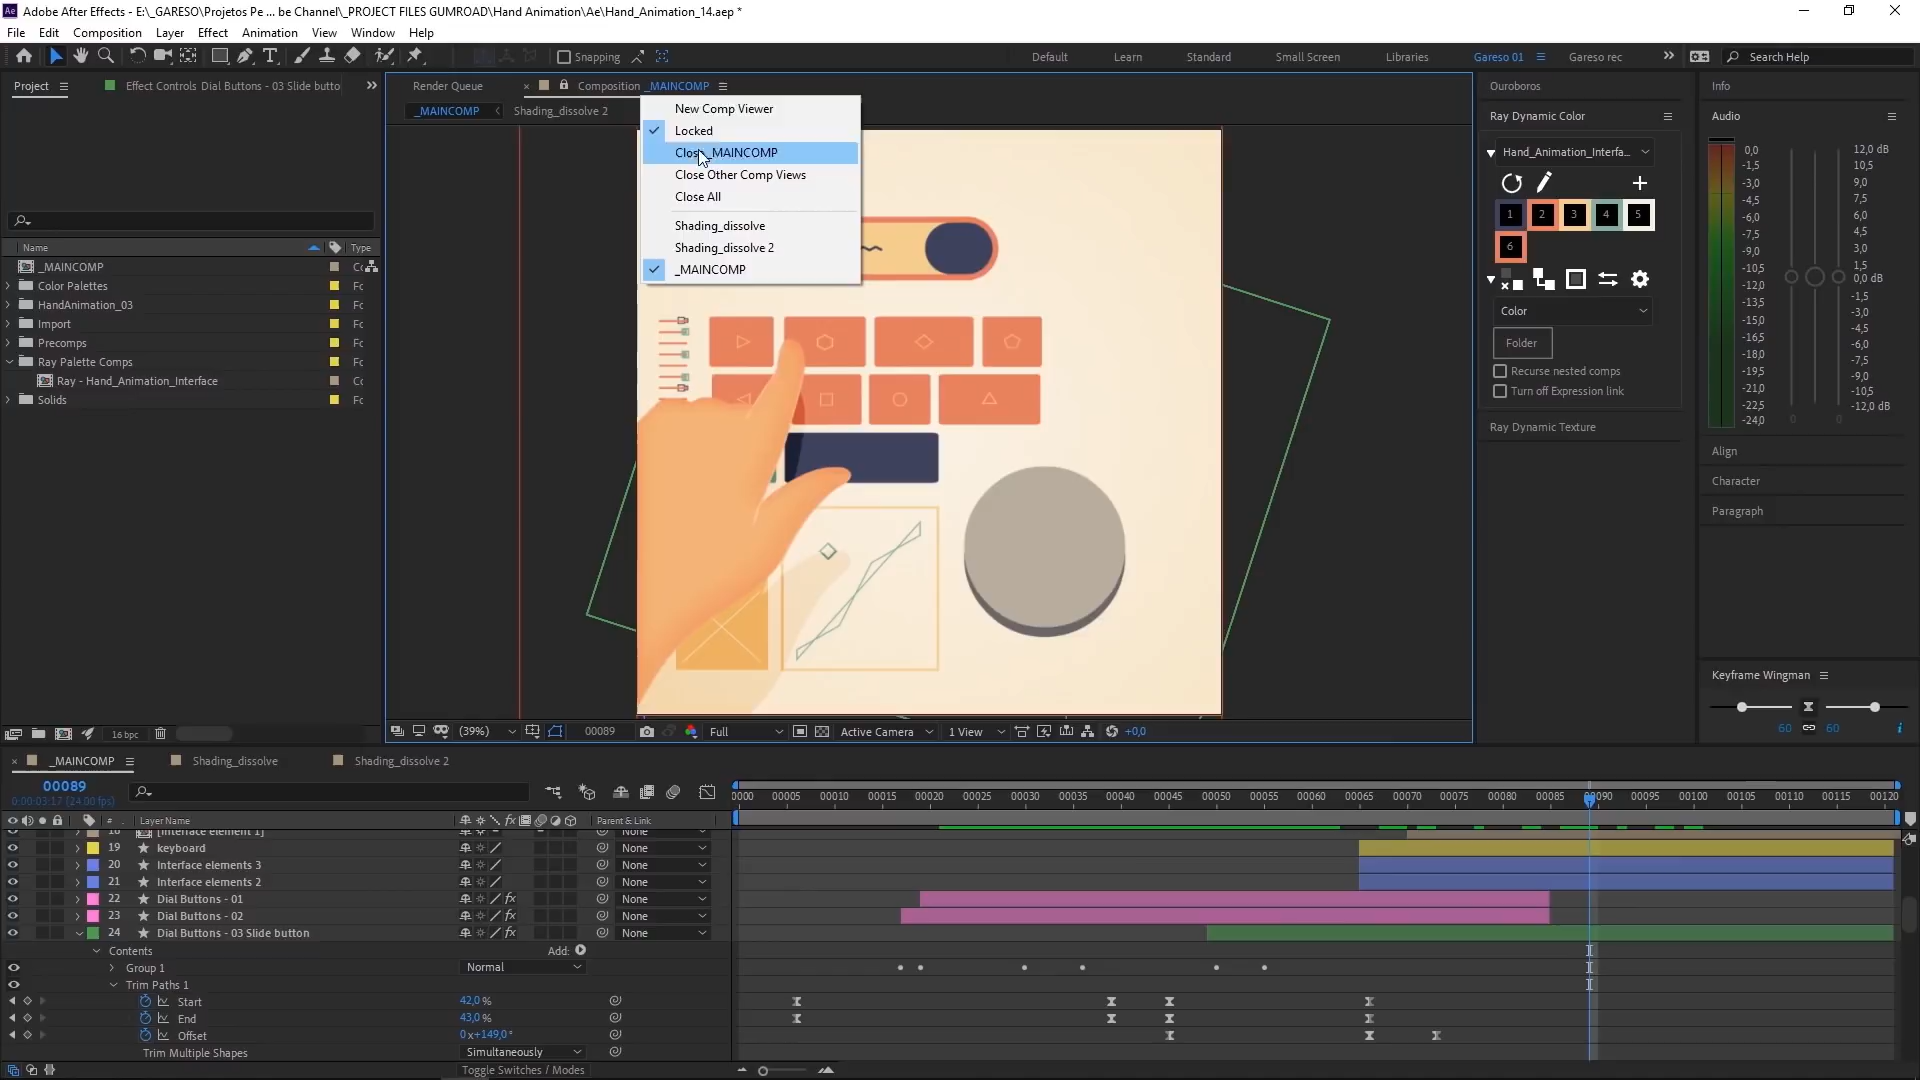 Adobe After Effects - E:\_GARESO\Projetos Pe ... be Channel\_PROJECT FILES GUMROAD\Hand Animation\Ae\Hand_Animation_14.aep *
File Edit Composition Layer Effect Animation View Window Help
Snapping
Default Learn Standard Small Screen Libraries Gareso 01 Gareso rec Search Help
Project Effect Controls Dial Buttons - 03 Slide butto
Render Queue Composition _MAINCOMP
_MAINCOMP Shading_dissolve 2
New Comp Viewer
Locked
Close _MAINCOMP
Close Other Comp Views
Close All
Shading_dissolve
Shading_dissolve 2
_MAINCOMP
Name Type
_MAINCOMP Cc
Color Palettes Fc
HandAnimation_03 Fc
Import Fc
Precomps Fc
Ray Palette Comps Fc
Ray - Hand_Animation_Interface Cc
Solids Fc
16 bpc
(39%) 00089 Full Active Camera 1 View +0,0
Ouroboros
Ray Dynamic Color
Hand_Animation_Interfa...
1 2 3 4 5
6
Color
Folder
Recurse nested comps
Turn off Expression link
Ray Dynamic Texture
Info
Audio
0,0 12,0 dB
-1,5 10,5
-3,0 9,0
-4,5 7,5
-6,0 6,0
-7,5 4,5
-9,0 3,0
-10,5 1,5
-12,0 0,0 dB
-13,5 -1,5
-15,0 -3,0
-16,5 -4,5
-18,0 -6,0
-19,5 -7,5
-21,0 -9,0
-22,5 -10,5
-24,0 -12,0 dB
0 0
Align
Character
Paragraph
Keyframe Wingman
60 60
_MAINCOMP Shading_dissolve Shading_dissolve 2
00089
0:00:03:17 (24.00 fps)
0000 00005 00010 00015 00020 00025 00030 00035 00040 00045 00050 00055 00060 00065 00070 00075 00080 00085 00090 00095 00100 00105 00110 00115 00120
# Layer Name Parent & Link
18 [Interface element 1] None
19 keyboard None
20 Interface elements 3 None
21 Interface elements 2 None
22 Dial Buttons - 01 fx None
23 Dial Buttons - 02 fx None
24 Dial Buttons - 03 Slide button fx None
Contents Add:
Group 1 Normal
Trim Paths 1
Start 42,0 %
End 43,0 %
Offset 0 x+149,0°
Trim Multiple Shapes Simultaneously
Toggle Switches / Modes